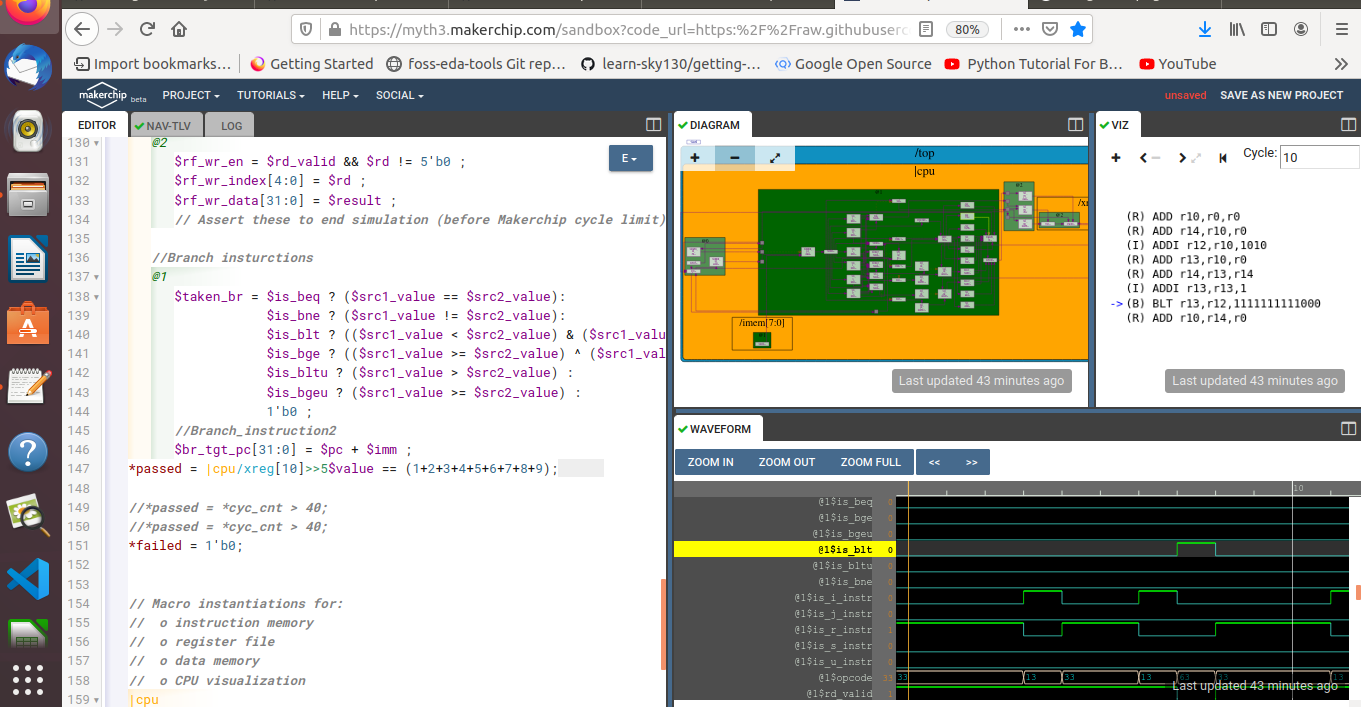 https://myth3.makerchip.com/sandbox?code_url=https:%2F%2Fraw.githubuserc
80%
Import bookmarks...
Getting Started
foss-eda-tools Git rep...
learn-sky130/getting-...
Google Open Source
Python Tutorial For B...
YouTube
makerchip beta
PROJECT
TUTORIALS
HELP
SOCIAL
unsaved
SAVE AS NEW PROJECT
EDITOR
NAV-TLV
LOG
E
130 @2
131 $rf_wr_en = $rd_valid && $rd != 5'b0 ;
132 $rf_wr_index[4:0] = $rd ;
133 $rf_wr_data[31:0] = $result ;
134 // Assert these to end simulation (before Makerchip cycle limit)
135
136 //Branch insturctions
137 @1
138 $taken_br = $is_beq ? ($src1_value == $src2_value):
139 $is_bne ? ($src1_value != $src2_value):
140 $is_blt ? (($src1_value < $src2_value) & ($src1_valu
141 $is_bge ? (($src1_value >= $src2_value) ^ ($src1_val
142 $is_bltu ? ($src1_value > $src2_value) :
143 $is_bgeu ? ($src1_value >= $src2_value) :
144 1'b0 ;
145 //Branch_instruction2
146 $br_tgt_pc[31:0] = $pc + $imm ;
147 *passed = |cpu/xreg[10]>>5$value == (1+2+3+4+5+6+7+8+9);
148
149 //*passed = *cyc_cnt > 40;
150 //*passed = *cyc_cnt > 40;
151 *failed = 1'b0;
152
153
154 // Macro instantiations for:
155 // o instruction memory
156 // o register file
157 // o data memory
158 // o CPU visualization
159 |cpu
DIAGRAM
/top
|cpu
/imem[7:0]
Last updated 43 minutes ago
VIZ
Cycle: 10
(R) ADD r10,r0,r0
(R) ADD r14,r10,r0
(I) ADDI r12,r10,1010
(R) ADD r13,r10,r0
(R) ADD r14,r13,r14
(I) ADDI r13,r13,1
->(B) BLT r13,r12,1111111111000
(R) ADD r10,r14,r0
Last updated 43 minutes ago
WAVEFORM
ZOOM IN
ZOOM OUT
ZOOM FULL
<<
>>
10
@1$is_beq 0
@1$is_bge 0
@1$is_bgeu 0
@1$is_blt 0
@1$is_bltu 0
@1$is_bne 0
@1$is_i_instr 0
@1$is_j_instr 0
@1$is_r_instr 1
@1$is_s_instr 0
@1$is_u_instr 0
@1$opcode 33 33 13 33 13 63 33 13
@1$rd_valid 1
Last updated 43 minutes ago